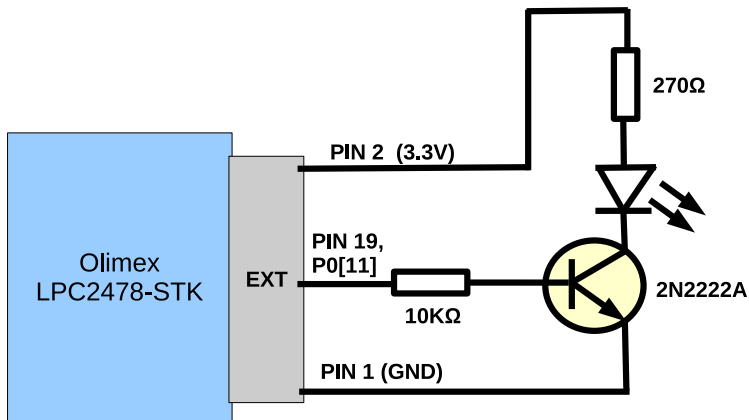 270Ω
PIN 2 (3.3V)
PIN 19,
P0[11]
Olimex
LPC2478-STK
EXT
10KΩ
2N2222A
PIN 1 (GND)